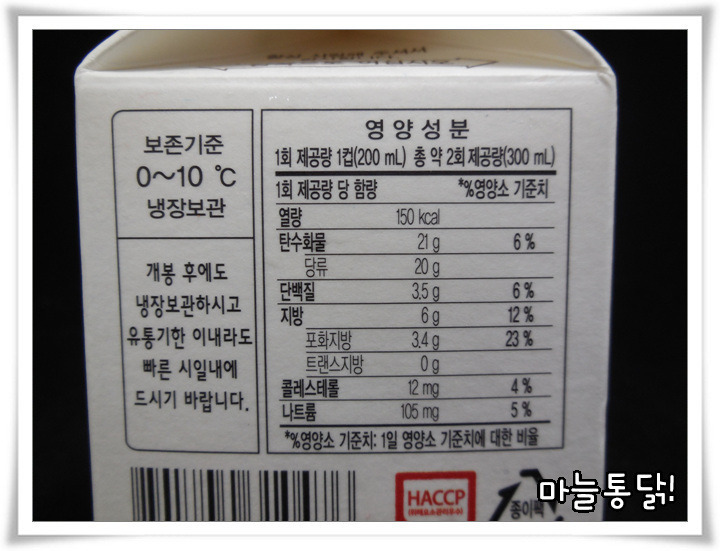 보존기준
0~10 ℃
냉장보관
개봉 후에도
냉장보관하시고
유통기한 이내라도
빠른 시일내에
드시기 바랍니다.
영양성분
1회 제공량 1컵(200 mL) 총 약 2회 제공량(300 mL)
1회 제공량 당 함량 *%영양소 기준치
열량 150 kcal
탄수화물 21 g 6 %
당류 20 g
단백질 3.5 g 6 %
지방 6 g 12 %
포화지방 3.4 g 23 %
트랜스지방 0 g
콜레스테롤 12 mg 4 %
나트륨 105 mg 5 %
*%영양소 기준치: 1일 영양소 기준치에 대한 비율
HACCP
종이팩
마늘통닭!